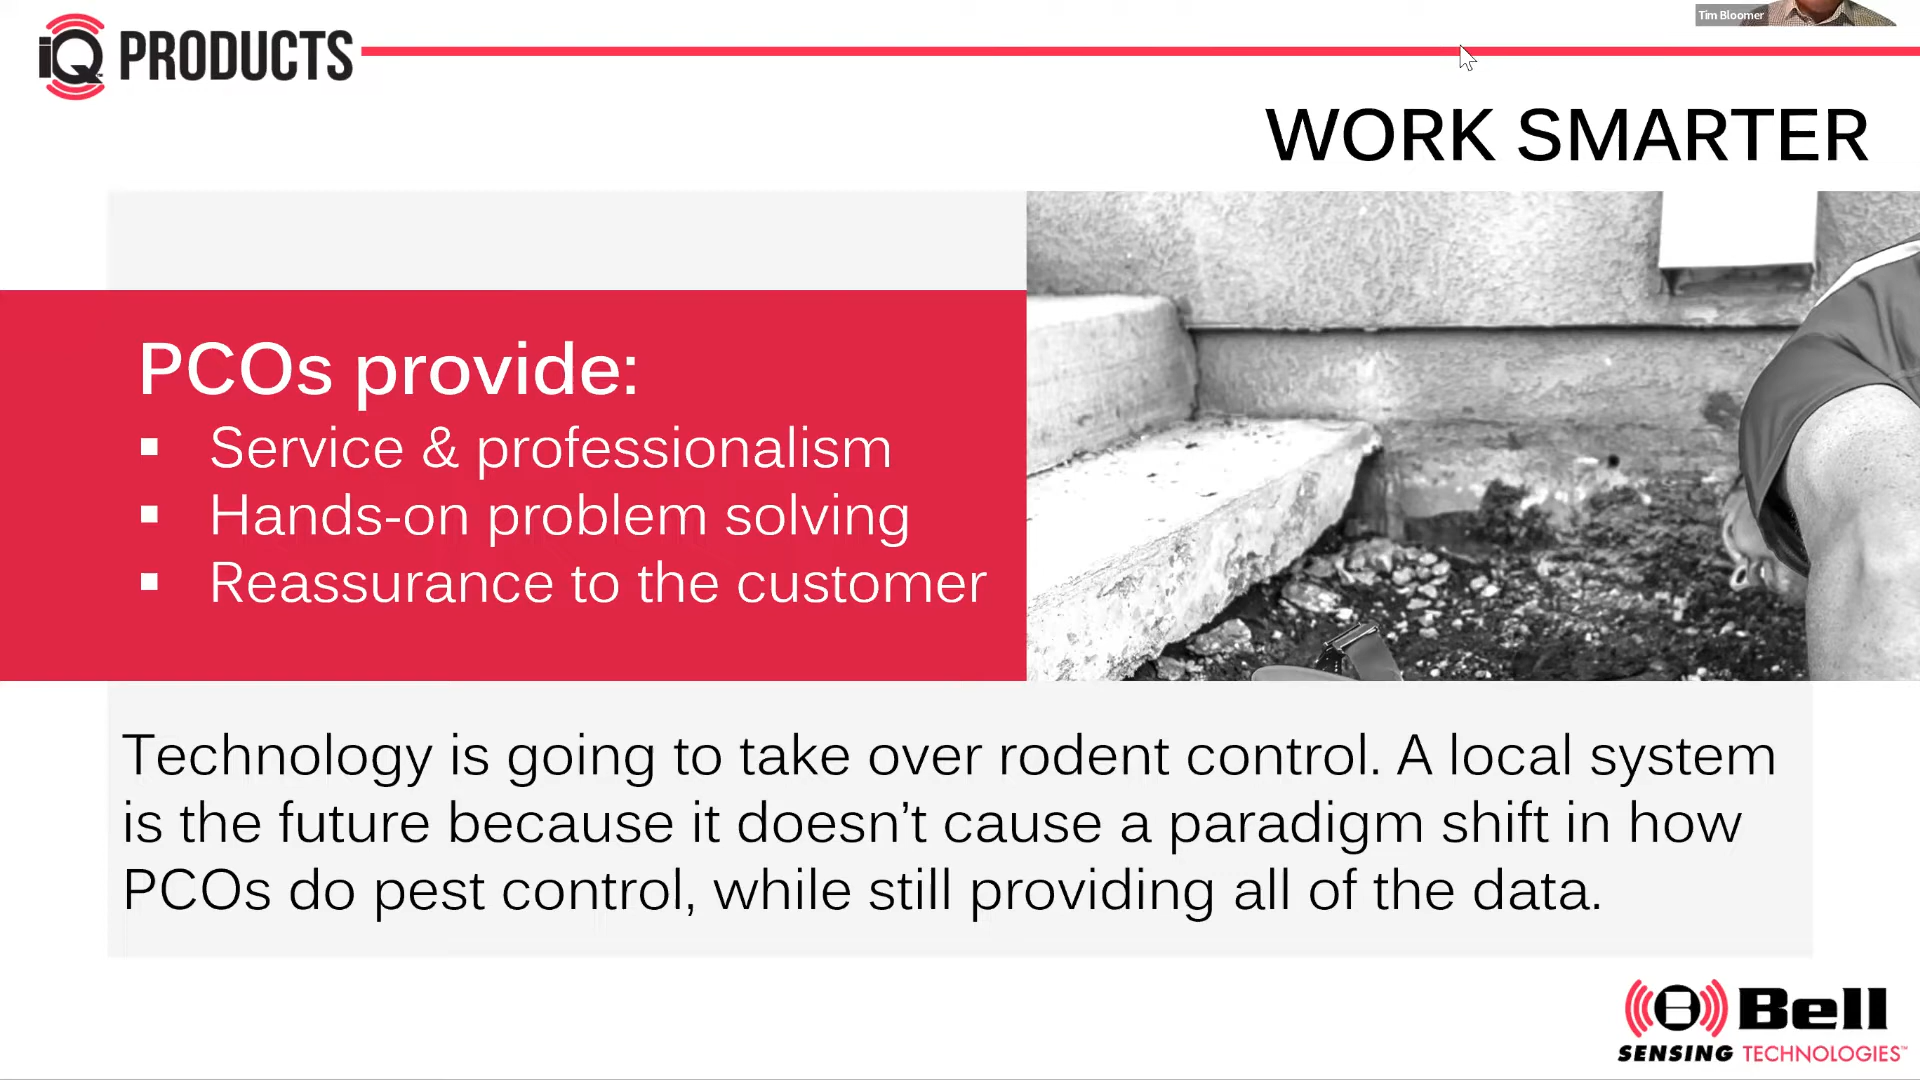 iQ PRODUCTS
Tim Bloomer
WORK SMARTER
PCOs provide:
▪ Service & professionalism
▪ Hands-on problem solving
▪ Reassurance to the customer
Technology is going to take over rodent control. A local system
is the future because it doesn’t cause a paradigm shift in how
PCOs do pest control, while still providing all of the data.
B Bell
SENSING TECHNOLOGIES™